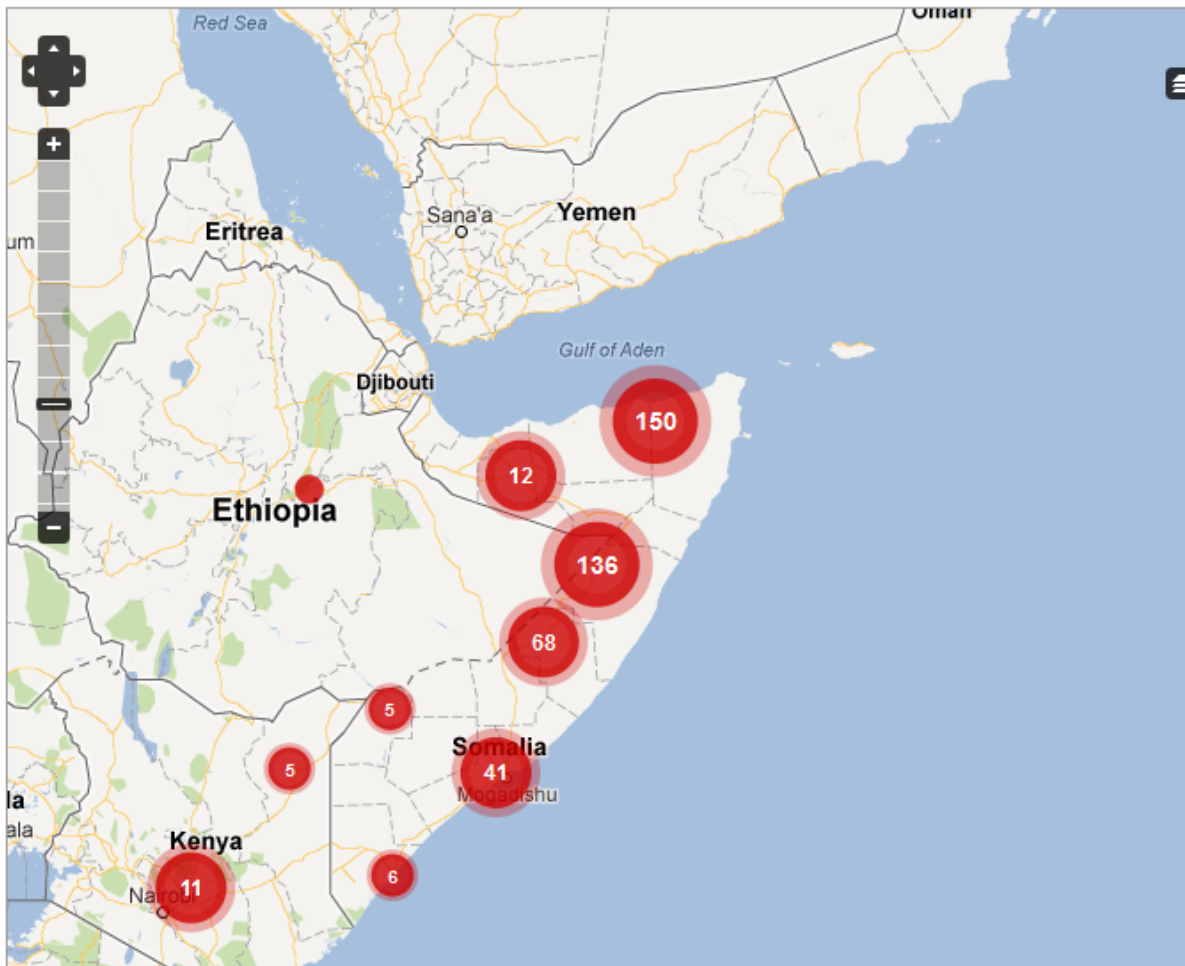 Oman
Red Sea
Sana'a
Yemen
Eritrea
um
Gulf of Aden
Djibouti
150
12
Ethiopia
136
68
5
Somalia
5
41
Mogadishu
la
ala
Kenya
6
11
Nairobi
+
−